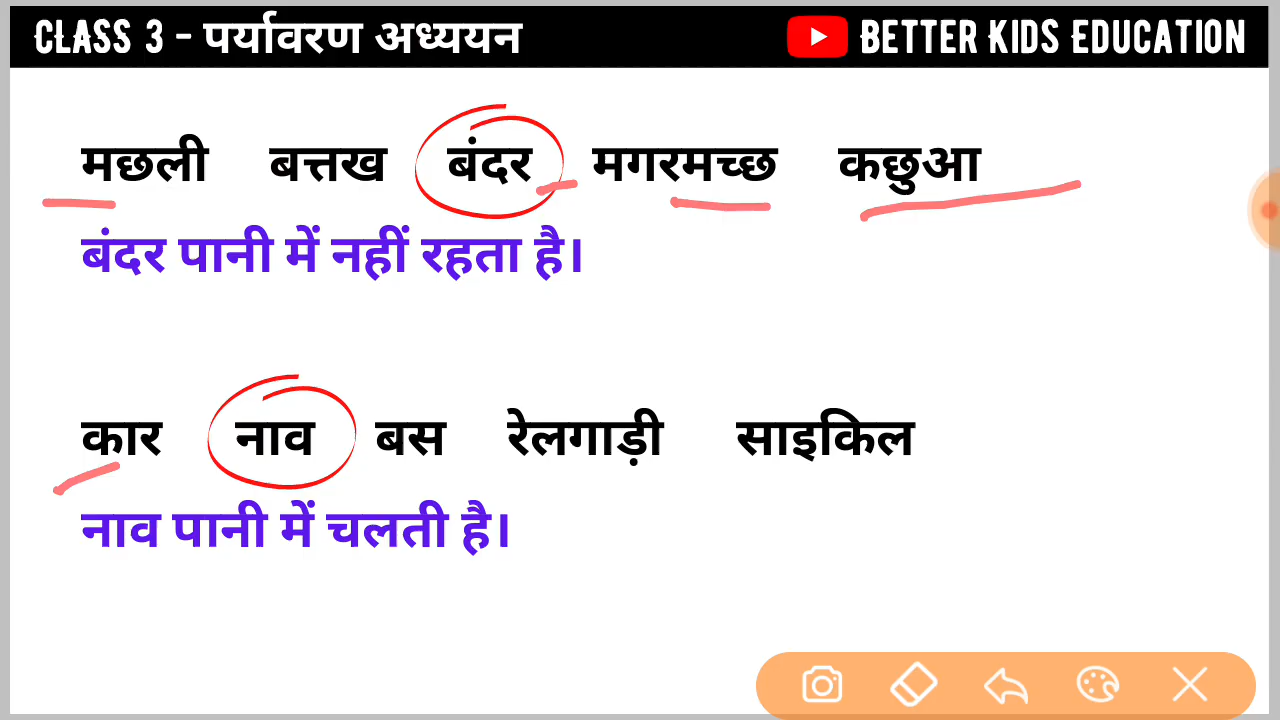 CLASS 3 - पर्यावरण अध्ययन BETTER KIDS EDUCATION
मछली बत्तख बंदर मगरमच्छ कछुआ
बंदर पानी में नहीं रहता है।
कार नाव बस रेलगाड़ी साइकिल
नाव पानी में चलती है।